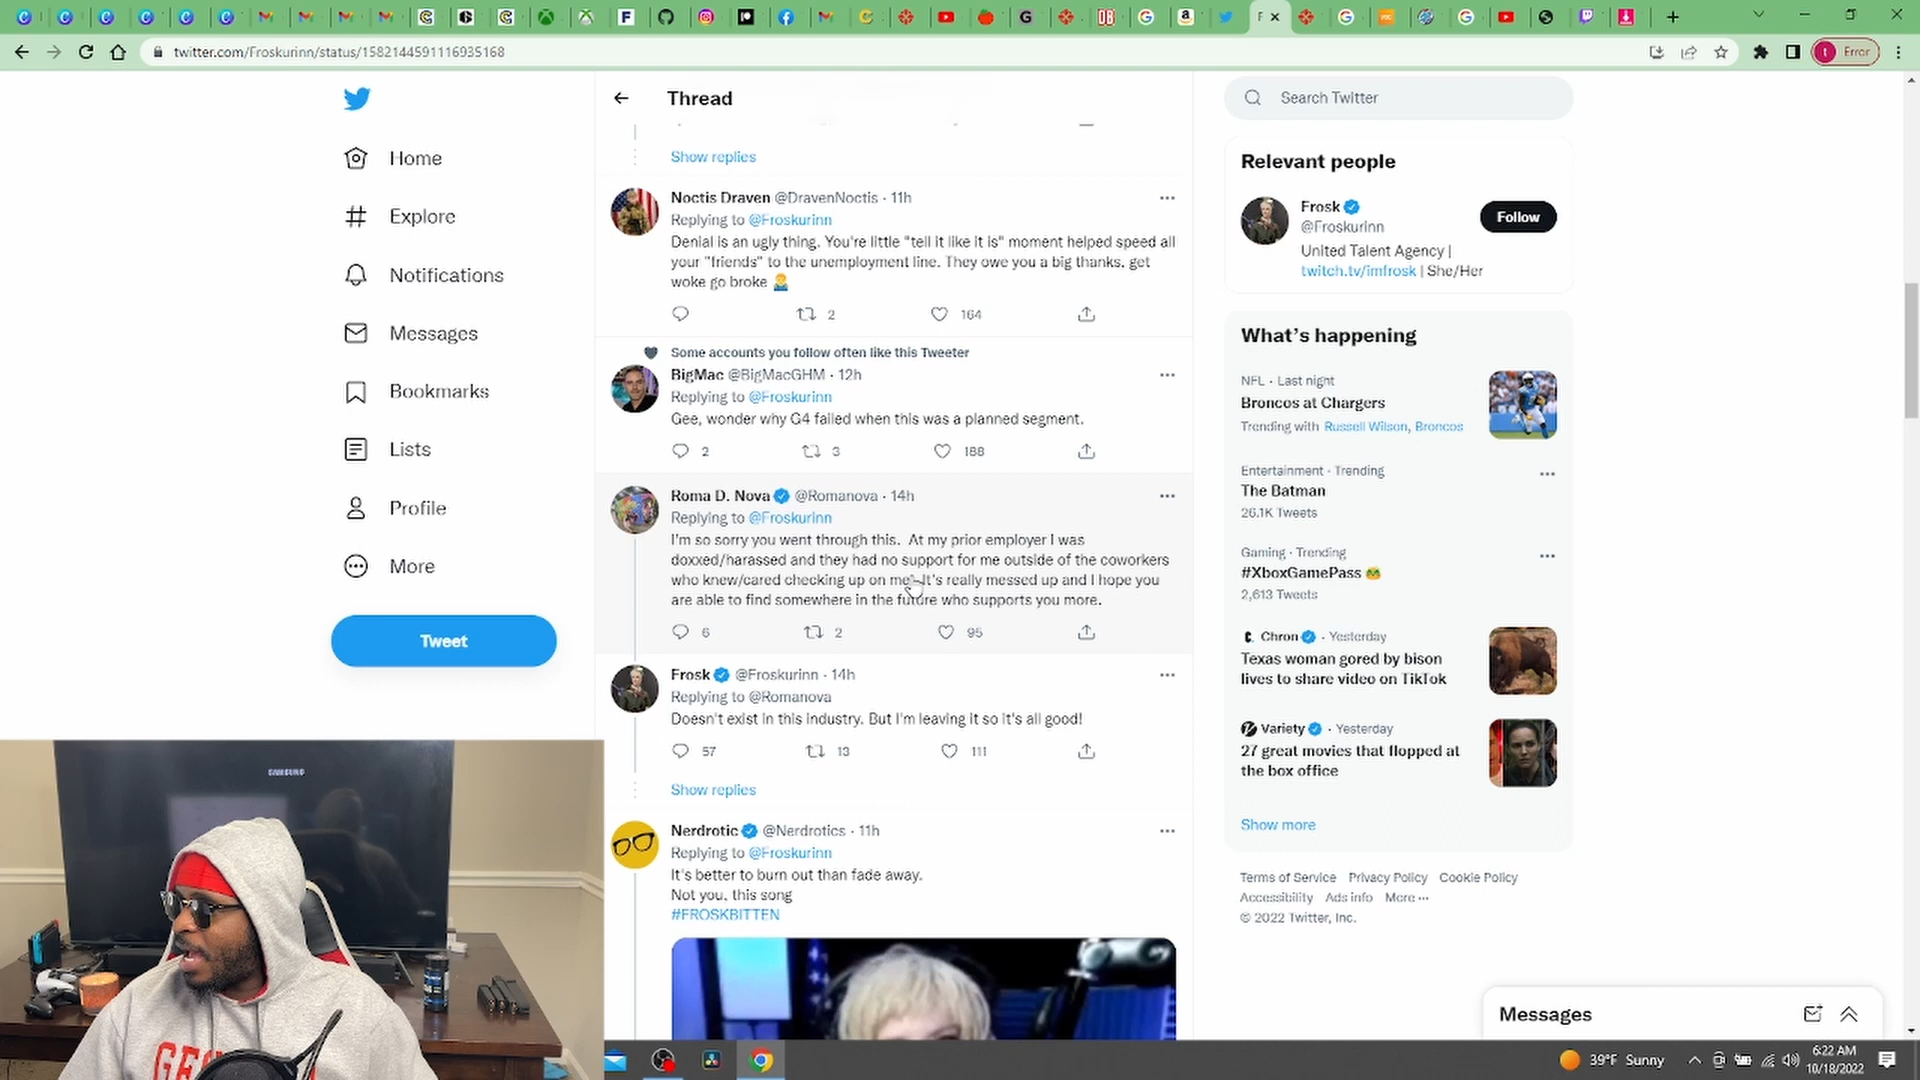 twitter.com/Froskurinn/status/1582144591116935168
t Error
Home
Explore
Notifications
Messages
Bookmarks
Lists
Profile
More
Tweet
Thread
Show replies
Noctis Draven @DravenNoctis · 11h
Replying to @Froskurinn
Denial is an ugly thing. You're little "tell it like it is" moment helped speed all
your "friends" to the unemployment line. They owe you a big thanks. get
woke go broke 🤷‍♂️
2 164
Some accounts you follow often like this Tweeter
BigMac @BigMacGHM · 12h
Replying to @Froskurinn
Gee, wonder why G4 failed when this was a planned segment.
2 3 188
Roma D. Nova @Romanova · 14h
Replying to @Froskurinn
I'm so sorry you went through this. At my prior employer I was
doxxed/harassed and they had no support for me outside of the coworkers
who knew/cared checking up on me. It's really messed up and I hope you
are able to find somewhere in the future who supports you more.
6 2 95
Frosk @Froskurinn · 14h
Replying to @Romanova
Doesn't exist in this industry. But I'm leaving it so it's all good!
57 13 111
Show replies
Nerdrotic @Nerdrotics · 11h
Replying to @Froskurinn
It's better to burn out than fade away.
Not you, this song
#FROSKBITTEN
Search Twitter
Relevant people
Frosk
@Froskurinn
Follow
United Talent Agency |
twitch.tv/imfrosk | She/Her
What's happening
NFL · Last night
Broncos at Chargers
Trending with Russell Wilson, Broncos
Entertainment · Trending
The Batman
26.1K Tweets
Gaming · Trending
#XboxGamePass
2,613 Tweets
Chron · Yesterday
Texas woman gored by bison
lives to share video on TikTok
Variety · Yesterday
27 great movies that flopped at
the box office
Show more
Terms of Service Privacy Policy Cookie Policy
Accessibility Ads info More ···
© 2022 Twitter, Inc.
Messages
SAMSUNG
39°F Sunny
6:22 AM
10/18/2022